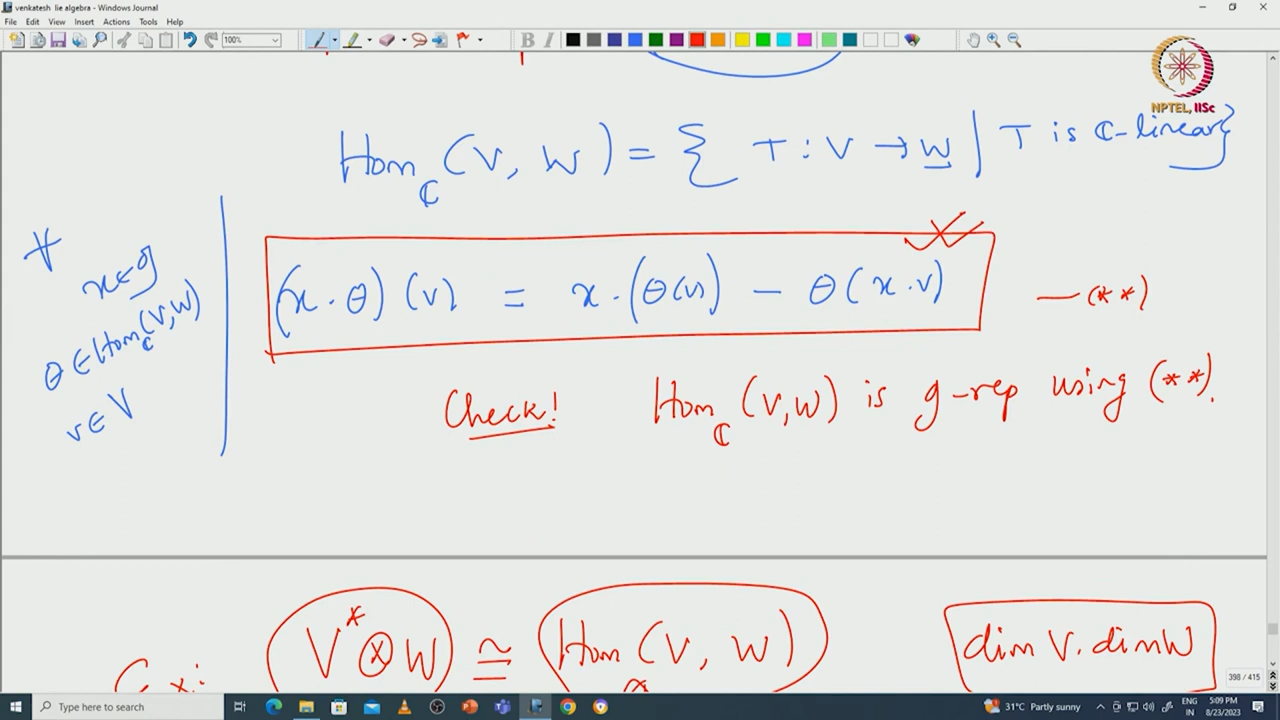 venkatesh lie algebra - Windows Journal
File Edit View Insert Actions Tools Help
100%
B I
NPTEL, IISc
Hom_ℂ (V, W) = { T : V → W | T is ℂ-linear }
∀
x ∈ 𝔤
θ ∈ Hom_ℂ(V, W)
v ∈ V
(x · θ) (v) = x · (θ(v)) − θ(x · v) — (**)
Check! Hom_ℂ (V, W) is g-rep using (**).
Ex: V* ⊗ W ≅ Hom (V, W) dim V. dim W
398 / 415
Type here to search
31°C Partly sunny
ENG
IN
5:09 PM
8/23/2023